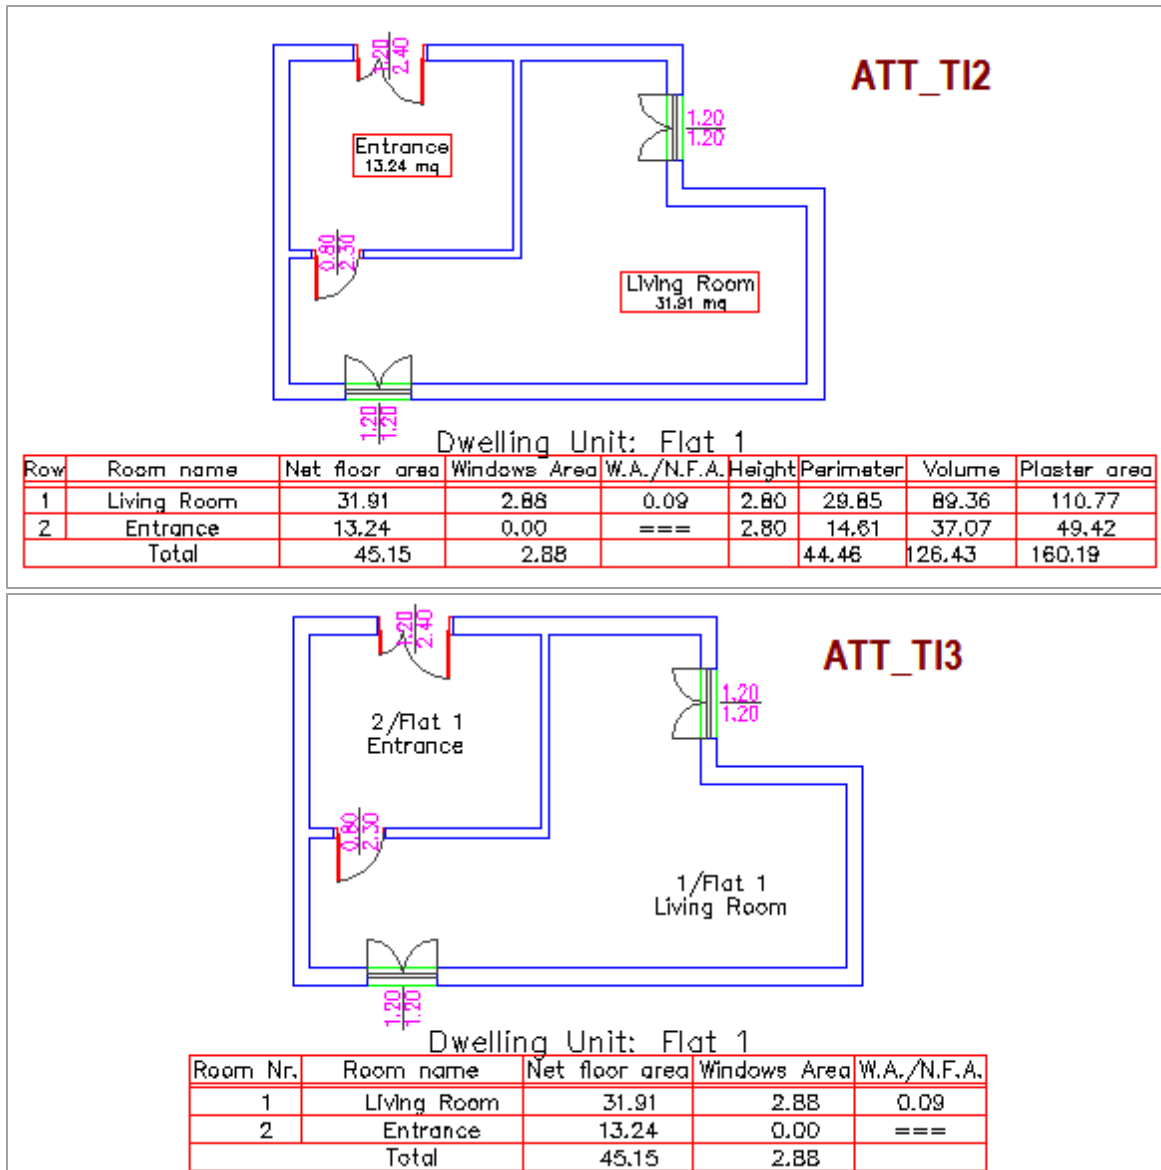 1.20
2.40
ATT_TI2
1.20
1.20
Entrance
13.24 mq
0.80
2.30
Living Room
31.91 mq
1.20
1.20
Dwelling Unit: Flat 1
Row Room name Net floor area Windows Area W.A./N.F.A. Height Perimeter Volume Plaster area
1 Living Room 31.91 2.88 0.09 2.80 29.85 89.36 110.77
2 Entrance 13.24 0.00 === 2.80 14.61 37.07 49.42
Total 45.15 2.88 44.46 126.43 160.19
1.20
2.40
ATT_TI3
1.20
1.20
2/Flat 1
Entrance
0.80
2.30
1/Flat 1
Living Room
1.20
1.20
Dwelling Unit: Flat 1
Room Nr. Room name Net floor area Windows Area W.A./N.F.A.
1 Living Room 31.91 2.88 0.09
2 Entrance 13.24 0.00 ===
Total 45.15 2.88